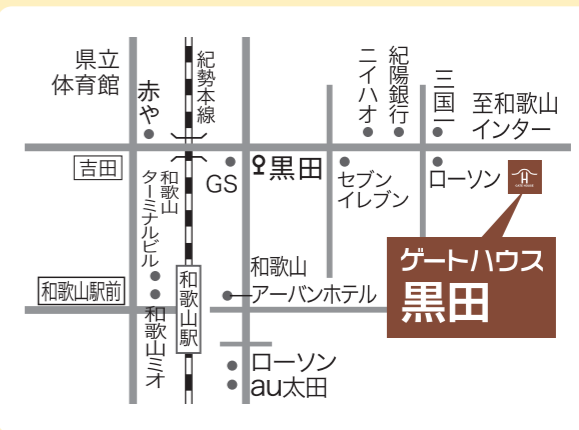 県立
体育館
赤や
紀勢本線
ニイハオ
紀陽銀行
三国一
至和歌山
インター
吉田
和歌山
ターミナルビル
GS
黒田
セブン
イレブン
ローソン
ゲートハウス
黒田
和歌山駅前
和歌山駅
和歌山
アーバンホテル
和歌山ミオ
ローソン
au太田